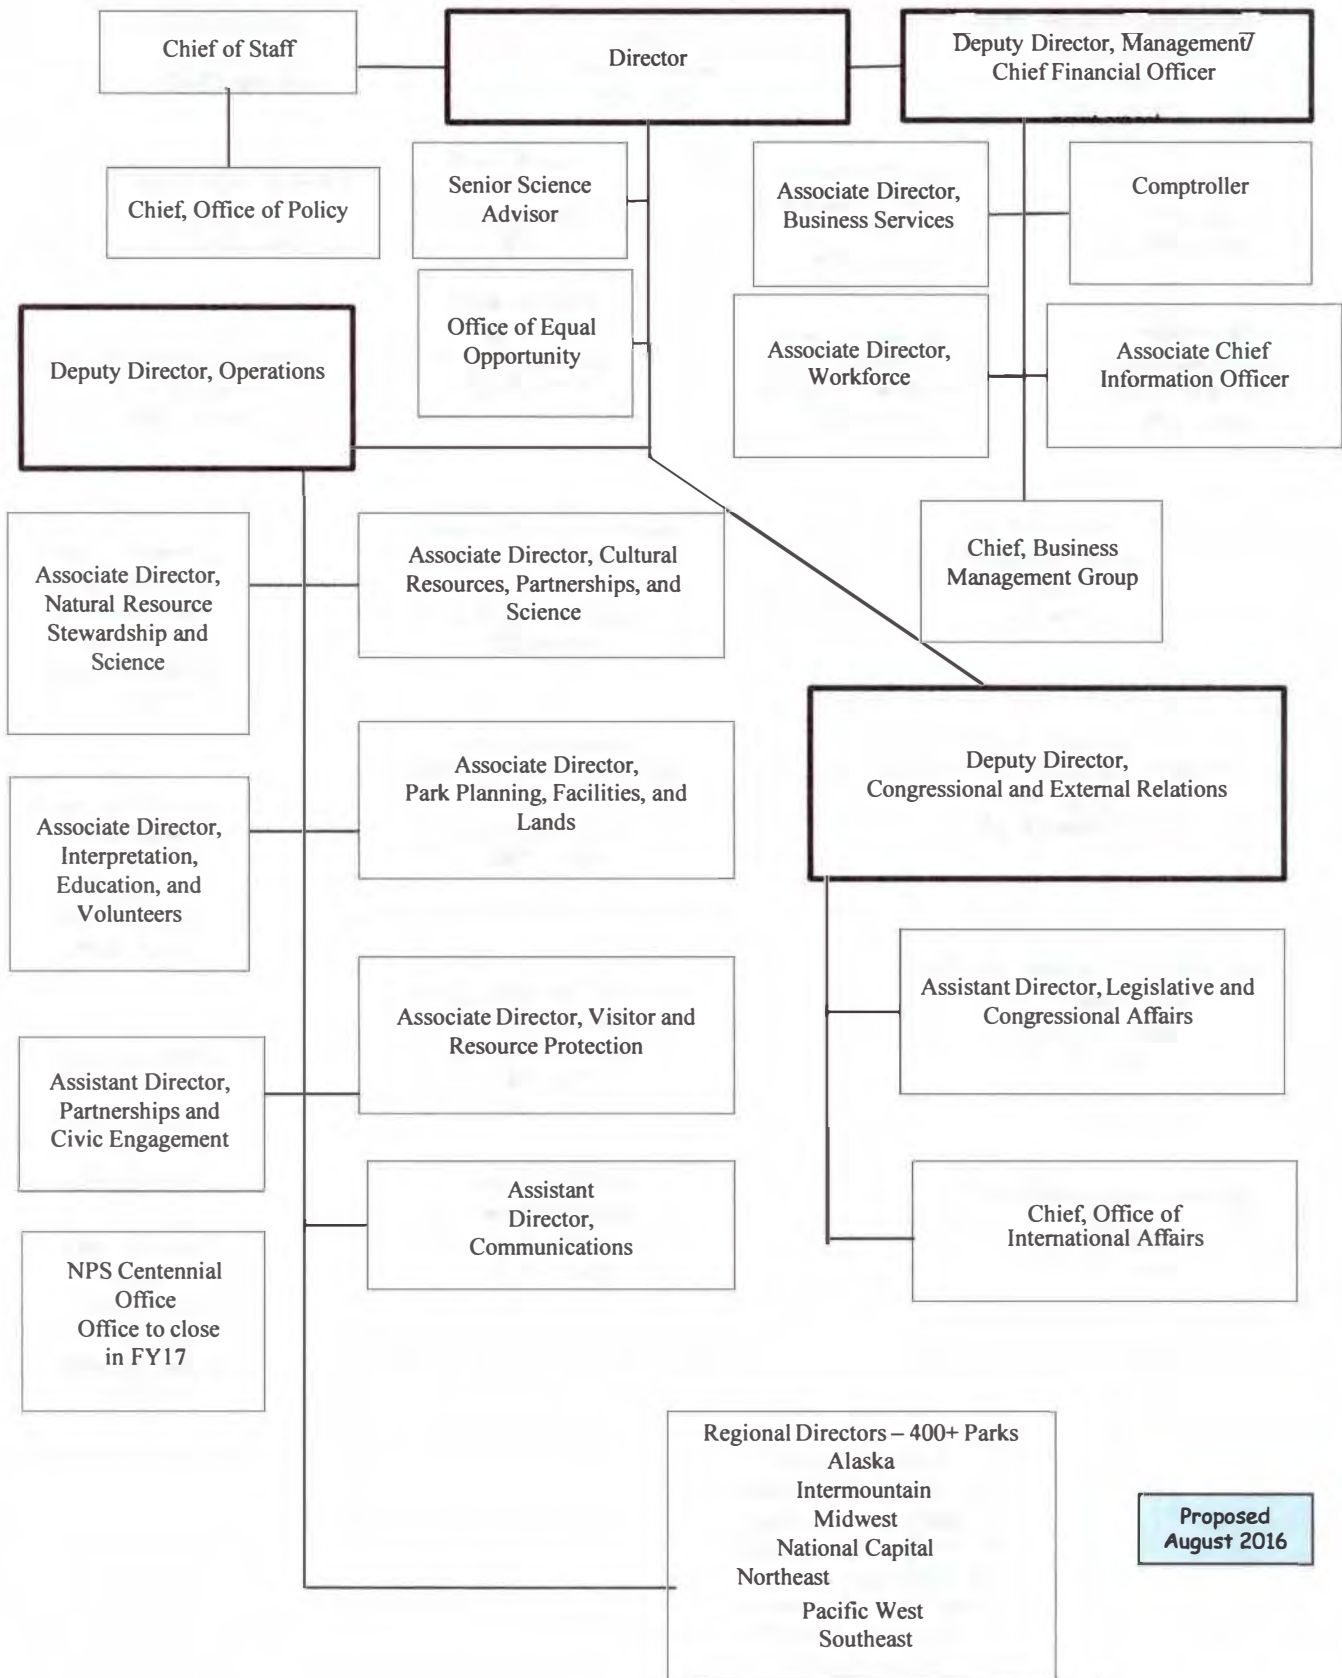 Chief of Staff
Director
Deputy Director, Management/
Chief Financial Officer
Chief, Office of Policy
Senior Science
Advisor
Associate Director,
Business Services
Comptroller
Deputy Director, Operations
Office of Equal
Opportunity
Associate Director,
Workforce
Associate Chief
Information Officer
Associate Director,
Natural Resource
Stewardship and
Science
Associate Director, Cultural
Resources, Partnerships, and
Science
Chief, Business
Management Group
Associate Director,
Park Planning, Facilities, and
Lands
Deputy Director,
Congressional and External Relations
Associate Director,
Interpretation,
Education, and
Volunteers
Associate Director, Visitor and
Resource Protection
Assistant Director, Legislative and
Congressional Affairs
Assistant Director,
Partnerships and
Civic Engagement
Assistant
Director,
Communications
Chief, Office of
International Affairs
NPS Centennial
Office
Office to close
in FY17
Regional Directors – 400+ Parks
Alaska
Intermountain
Midwest
National Capital
Northeast
Pacific West
Southeast
Proposed
August 2016